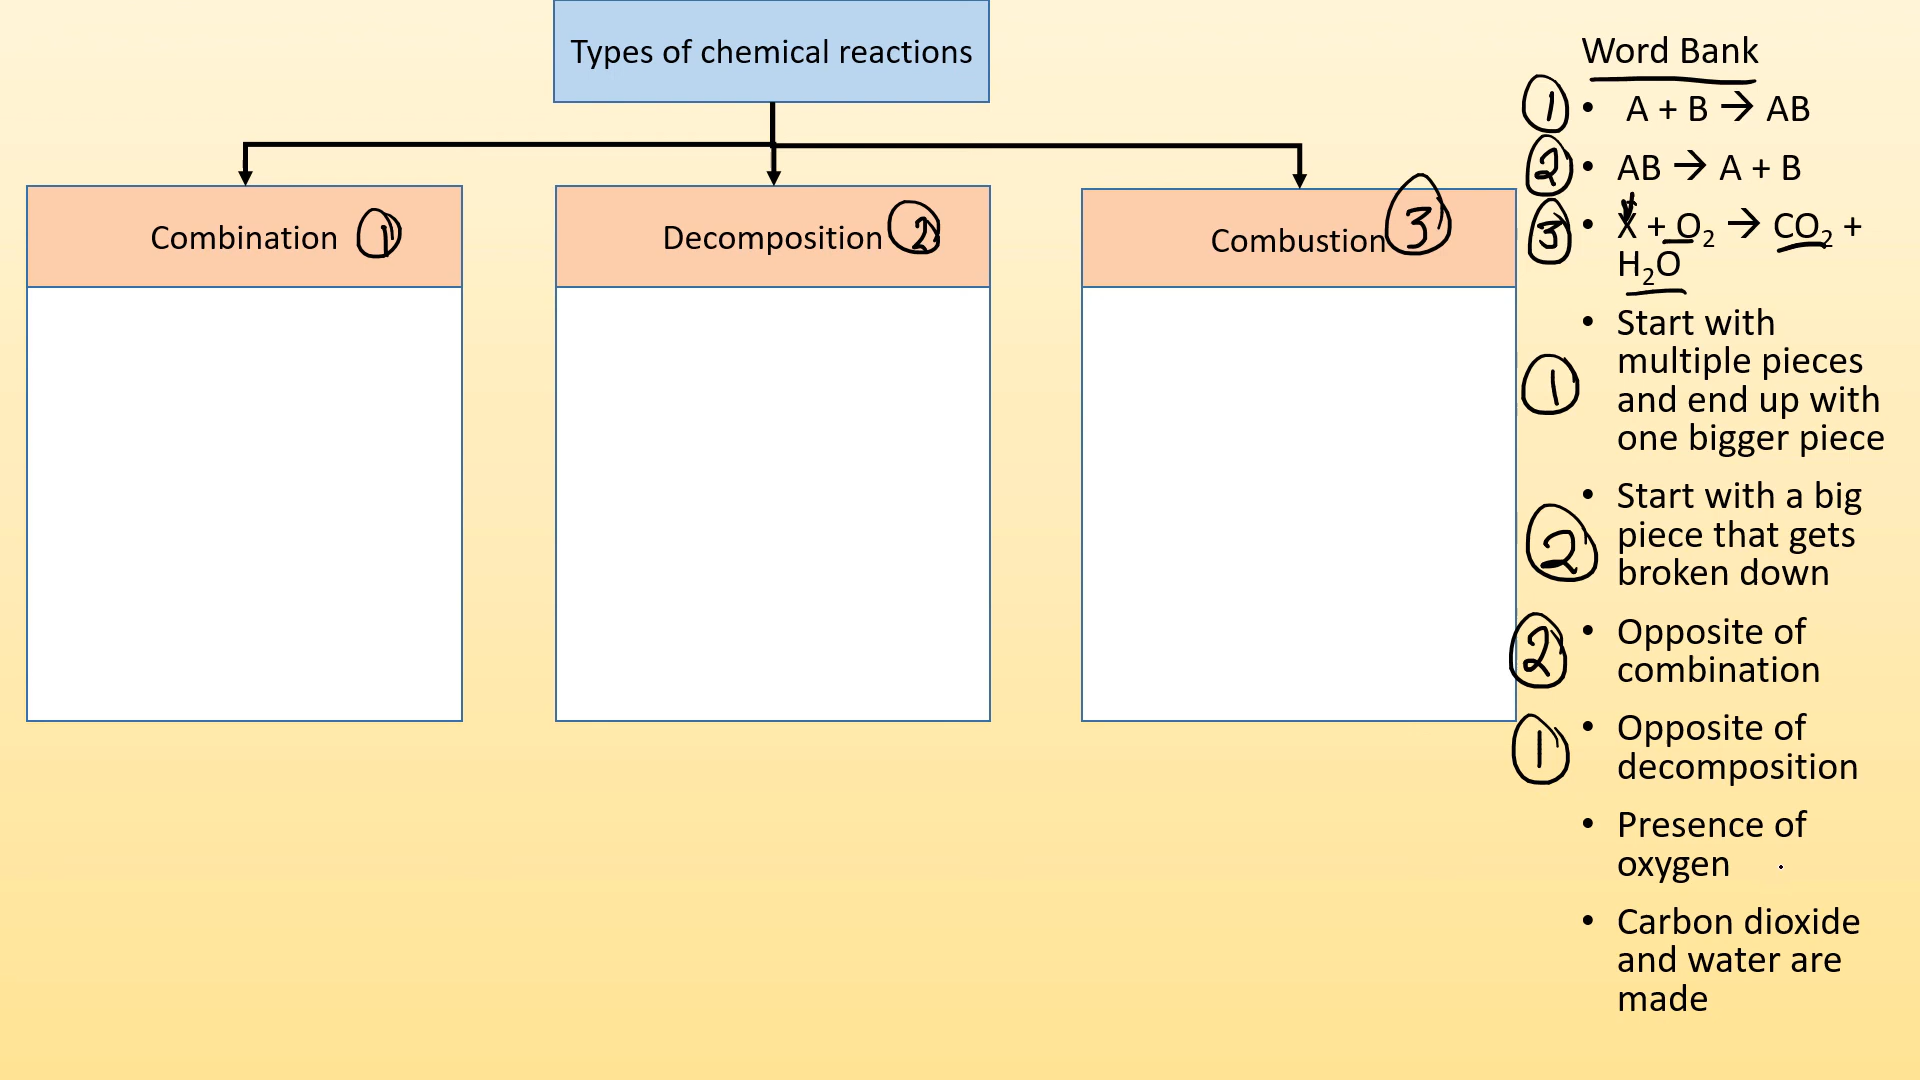 Types of chemical reactions
Combination ①
Decomposition ②
Combustion ③
Word Bank
① • A + B → AB
② • AB → A + B
③ • X + O₂ → CO₂ +
H₂O
• Start with
multiple pieces
① and end up with
one bigger piece
• Start with a big
② piece that gets
broken down
② • Opposite of
combination
① • Opposite of
decomposition
• Presence of
oxygen
• Carbon dioxide
and water are
made